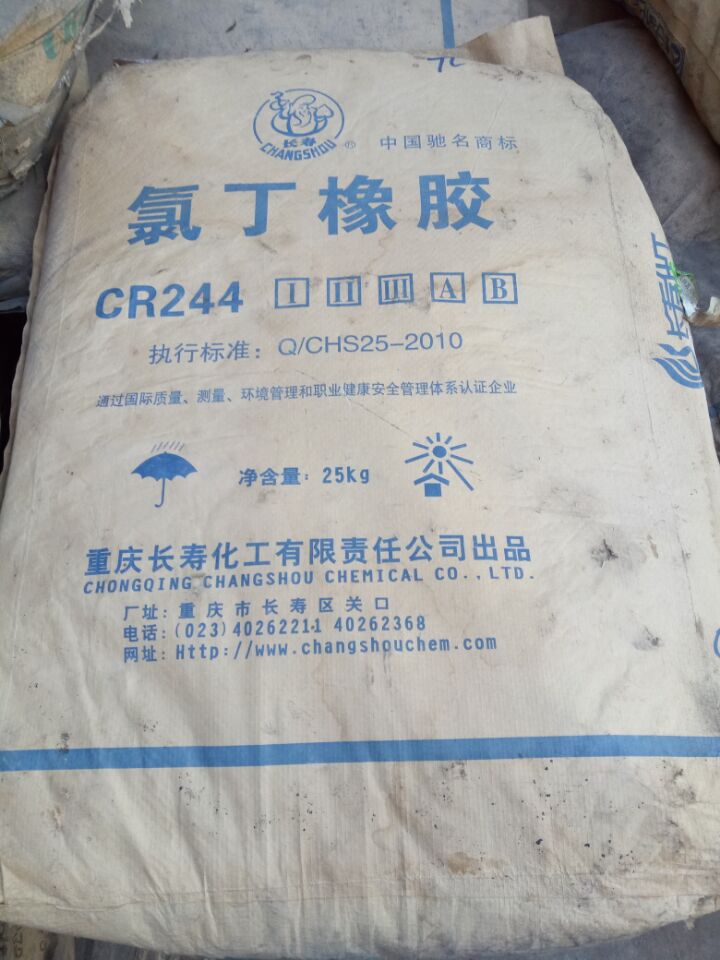 长寿
CHANGSHOU ®
中国驰名商标
氯丁橡胶
CR244 I II III A B
执行标准：Q/CHS25-2010
通过国际质量、测量、环境管理和职业健康安全管理体系认证企业
净含量：25kg
重庆长寿化工有限责任公司出品
CHONGQING CHANGSHOU CHEMICAL CO.,LTD.
厂址：重庆市长寿区关口
电话：(023)40262211 40262368
网址：Http://www.changshouchem.com
长寿化工